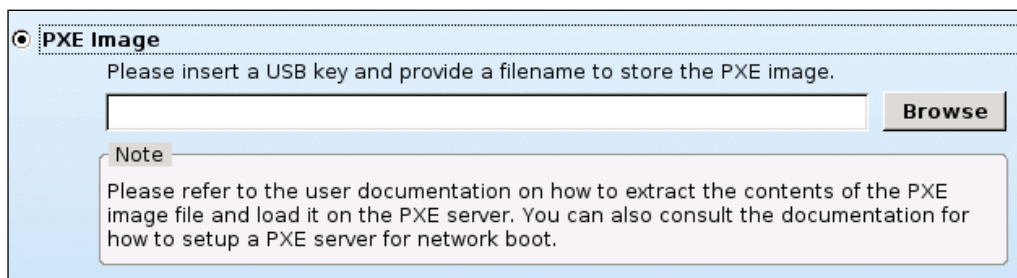 PXE Image
Please insert a USB key and provide a filename to store the PXE image.
Browse
Note
Please refer to the user documentation on how to extract the contents of the PXE
image file and load it on the PXE server. You can also consult the documentation for
how to setup a PXE server for network boot.